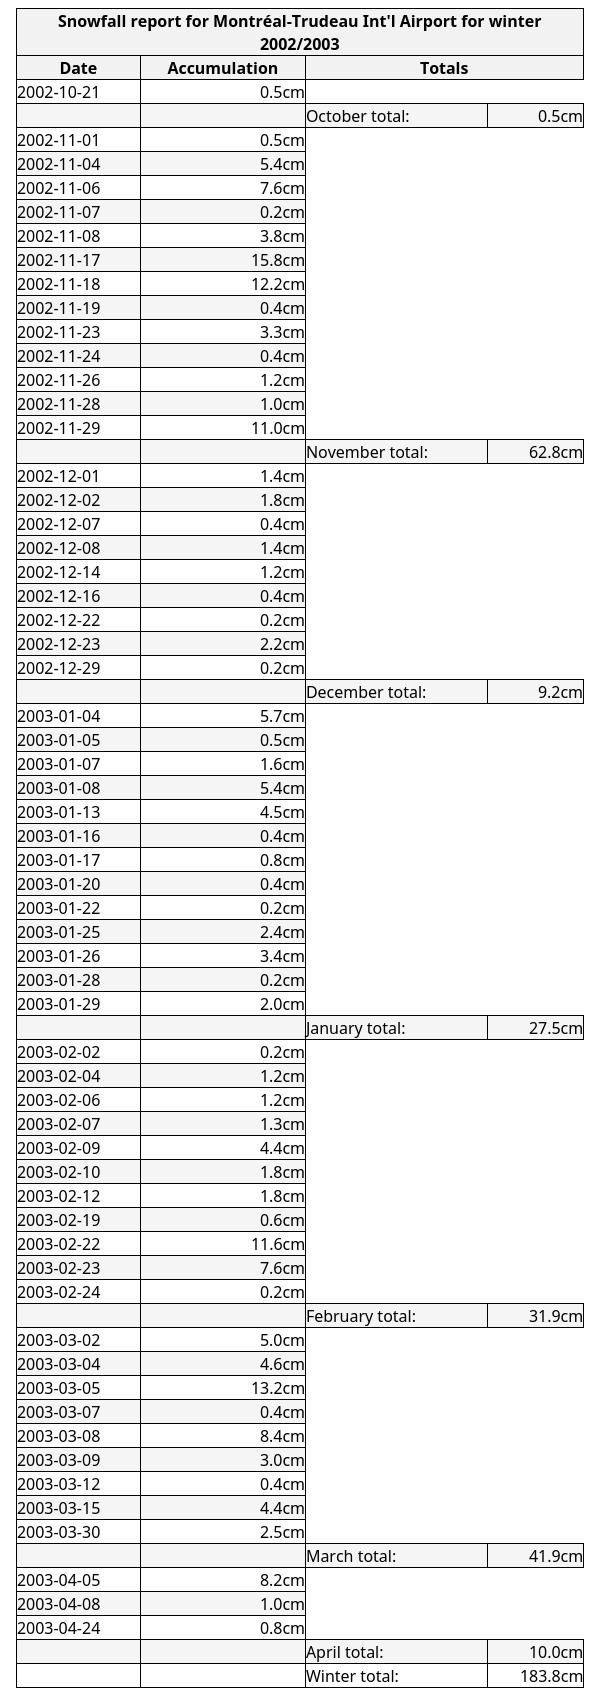 Snowfall report for Montréal-Trudeau Int'l Airport for winter
2002/2003
Date Accumulation Totals
2002-10-21 0.5cm
October total: 0.5cm
2002-11-01 0.5cm
2002-11-04 5.4cm
2002-11-06 7.6cm
2002-11-07 0.2cm
2002-11-08 3.8cm
2002-11-17 15.8cm
2002-11-18 12.2cm
2002-11-19 0.4cm
2002-11-23 3.3cm
2002-11-24 0.4cm
2002-11-26 1.2cm
2002-11-28 1.0cm
2002-11-29 11.0cm
November total: 62.8cm
2002-12-01 1.4cm
2002-12-02 1.8cm
2002-12-07 0.4cm
2002-12-08 1.4cm
2002-12-14 1.2cm
2002-12-16 0.4cm
2002-12-22 0.2cm
2002-12-23 2.2cm
2002-12-29 0.2cm
December total: 9.2cm
2003-01-04 5.7cm
2003-01-05 0.5cm
2003-01-07 1.6cm
2003-01-08 5.4cm
2003-01-13 4.5cm
2003-01-16 0.4cm
2003-01-17 0.8cm
2003-01-20 0.4cm
2003-01-22 0.2cm
2003-01-25 2.4cm
2003-01-26 3.4cm
2003-01-28 0.2cm
2003-01-29 2.0cm
January total: 27.5cm
2003-02-02 0.2cm
2003-02-04 1.2cm
2003-02-06 1.2cm
2003-02-07 1.3cm
2003-02-09 4.4cm
2003-02-10 1.8cm
2003-02-12 1.8cm
2003-02-19 0.6cm
2003-02-22 11.6cm
2003-02-23 7.6cm
2003-02-24 0.2cm
February total: 31.9cm
2003-03-02 5.0cm
2003-03-04 4.6cm
2003-03-05 13.2cm
2003-03-07 0.4cm
2003-03-08 8.4cm
2003-03-09 3.0cm
2003-03-12 0.4cm
2003-03-15 4.4cm
2003-03-30 2.5cm
March total: 41.9cm
2003-04-05 8.2cm
2003-04-08 1.0cm
2003-04-24 0.8cm
April total: 10.0cm
Winter total: 183.8cm